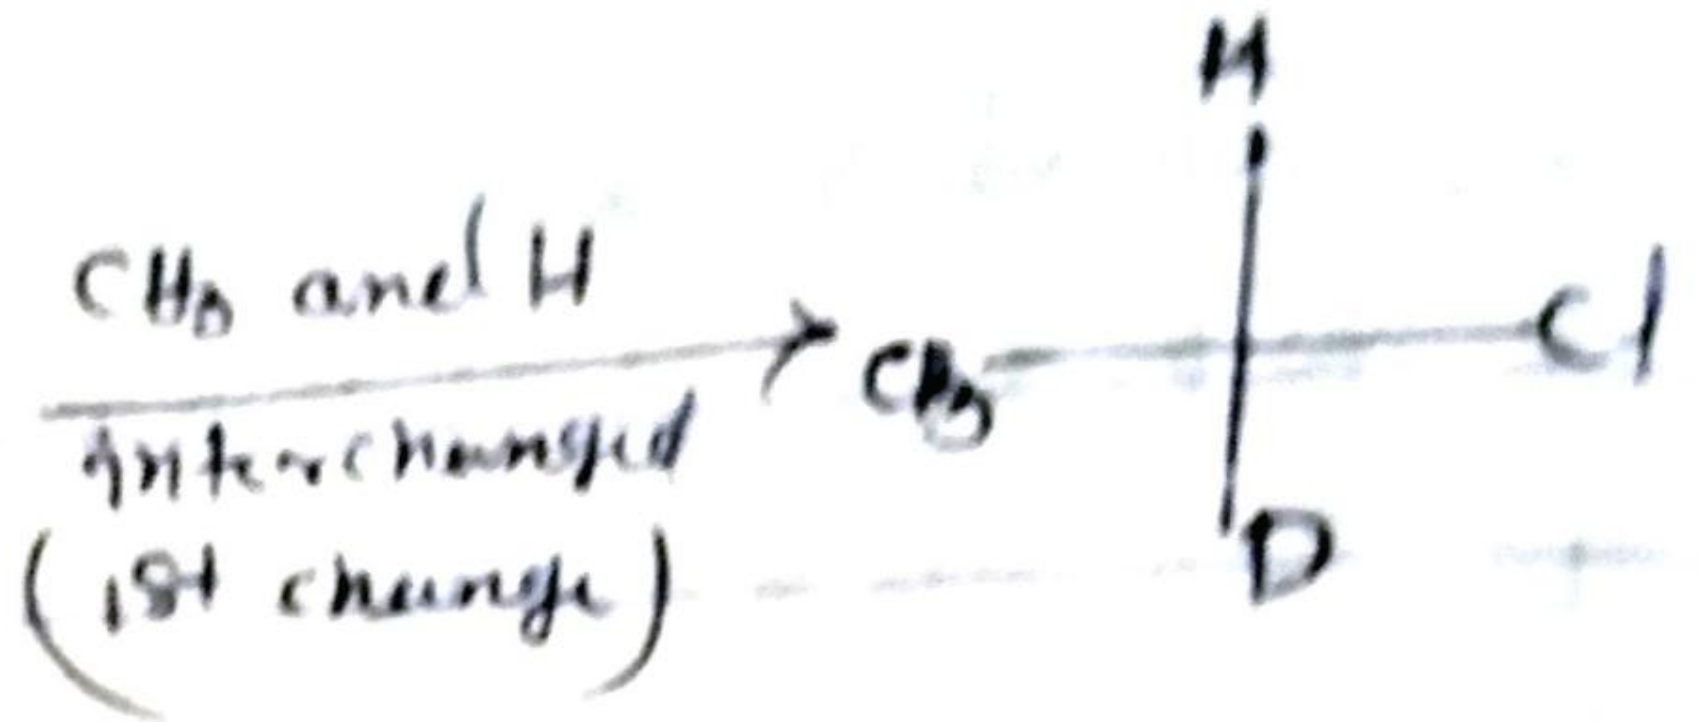 H
CH3 and H
CH3 Cl
interchanged
(1st change)
D